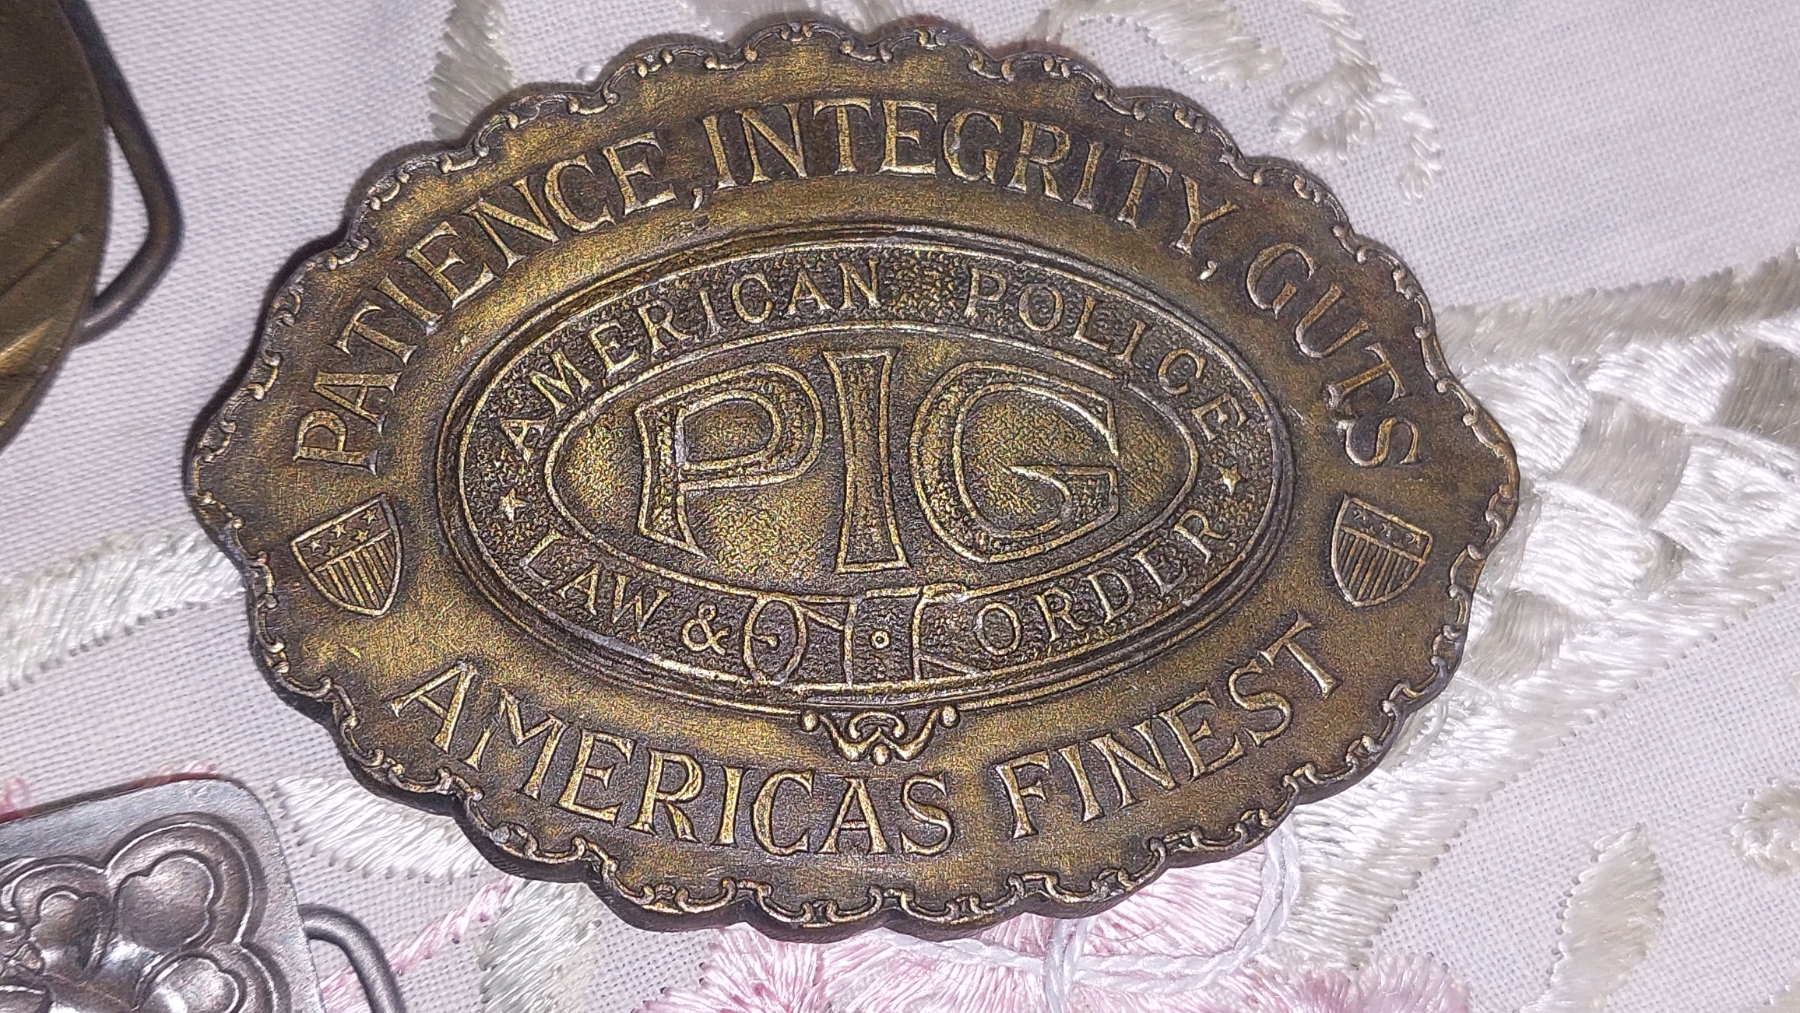 PATIENCE, INTEGRITY, GUTS
AMERICAN POLICE
PIG
LAW & ORDER
AMERICAS FINEST